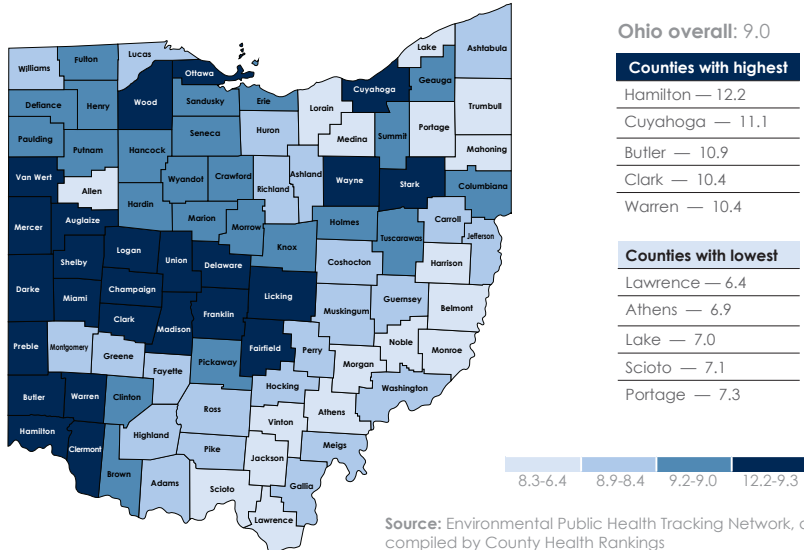 Ohio overall: 9.0
Counties with highest
Hamilton — 12.2
Cuyahoga — 11.1
Butler — 10.9
Clark — 10.4
Warren — 10.4
Counties with lowest
Lawrence — 6.4
Athens — 6.9
Lake — 7.0
Scioto — 7.1
Portage — 7.3
Williams
Fulton
Lucas
Ottawa
Lake
Ashtabula
Defiance
Henry
Wood
Sandusky
Erie
Lorain
Cuyahoga
Geauga
Trumbull
Paulding
Putnam
Hancock
Seneca
Huron
Medina
Summit
Portage
Mahoning
Van Wert
Allen
Hardin
Wyandot
Crawford
Richland
Ashland
Wayne
Stark
Columbiana
Mercer
Auglaize
Marion
Morrow
Knox
Holmes
Tuscarawas
Carroll
Jefferson
Shelby
Logan
Union
Delaware
Coshocton
Harrison
Darke
Miami
Champaign
Clark
Madison
Franklin
Licking
Muskingum
Guernsey
Belmont
Preble
Montgomery
Greene
Fayette
Pickaway
Fairfield
Perry
Morgan
Noble
Monroe
Butler
Warren
Clinton
Ross
Hocking
Athens
Washington
Hamilton
Clermont
Brown
Highland
Pike
Vinton
Meigs
Adams
Scioto
Jackson
Gallia
Lawrence
8.3-6.4
8.9-8.4
9.2-9.0
12.2-9.3
Source: Environmental Public Health Tracking Network,
compiled by County Health Rankings